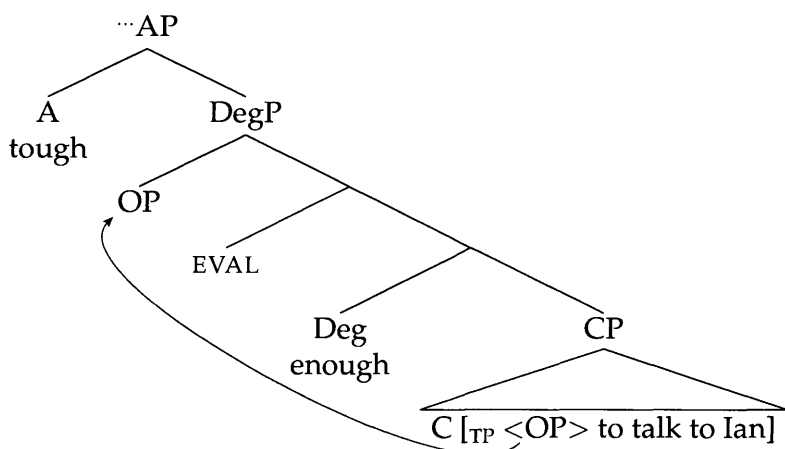 ...AP
A DegP
tough
OP
EVAL
Deg CP
enough
C [TP <OP> to talk to Ian]